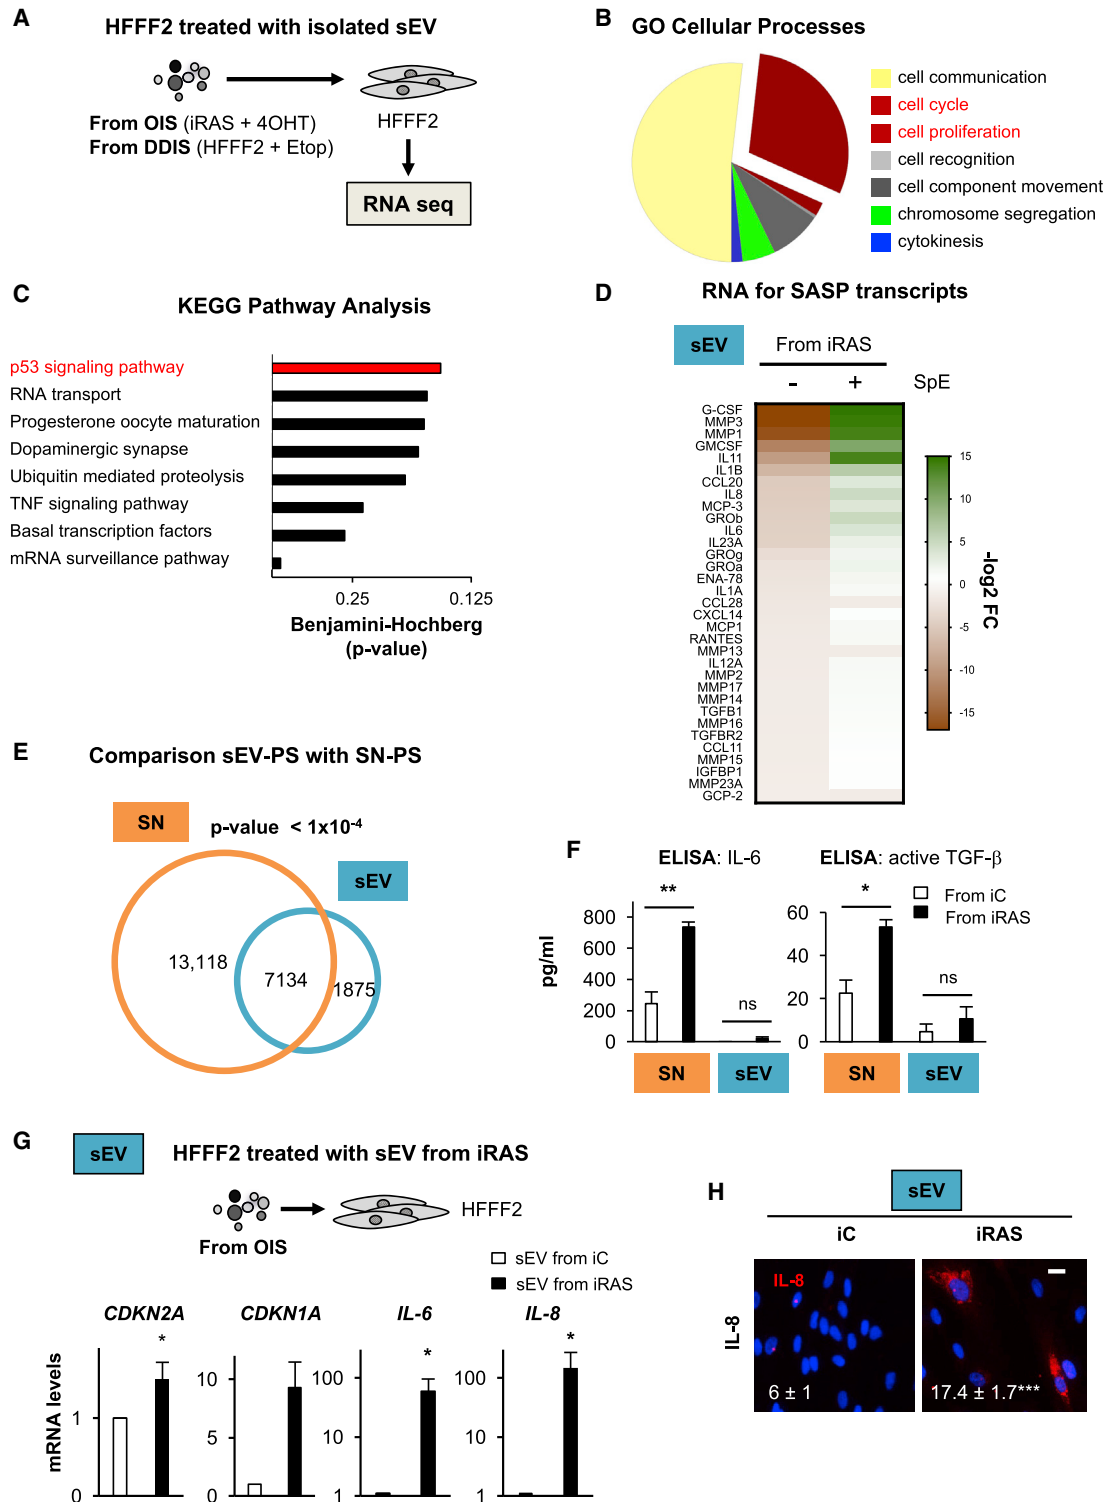 A
HFFF2 treated with isolated sEV
From OIS (iRAS + 4OHT)
From DDIS (HFFF2 + Etop)
HFFF2
RNA seq
B
GO Cellular Processes
cell communication
cell cycle
cell proliferation
cell recognition
cell component movement
chromosome segregation
cytokinesis
C
KEGG Pathway Analysis
p53 signaling pathway
RNA transport
Progesterone oocyte maturation
Dopaminergic synapse
Ubiquitin mediated proteolysis
TNF signaling pathway
Basal transcription factors
mRNA surveillance pathway
0.25 0.125
Benjamini-Hochberg
(p-value)
D
RNA for SASP transcripts
sEV
From iRAS
- + SpE
G-CSF
MMP3
MMP1
GMCSF
IL11
IL1B
CCL20
IL8
MCP-3
GROb
IL6
IL23A
GROg
GROa
ENA-78
IL1A
CCL28
CXCL14
MCP1
RANTES
MMP13
IL12A
MMP2
MMP17
MMP14
TGFB1
MMP16
TGFBR2
CCL11
MMP15
IGFBP1
MMP23A
GCP-2
15
10
5
0
-5
-10
-15
-log2 FC
E
Comparison sEV-PS with SN-PS
SN
p-value < 1x10-4
sEV
13,118
7134
1875
F
ELISA: IL-6
ELISA: active TGF-β
From iC
From iRAS
**
ns
*
ns
pg/ml
800
600
400
200
0
60
40
20
0
SN
sEV
SN
sEV
G
sEV
HFFF2 treated with sEV from iRAS
From OIS
HFFF2
sEV from iC
sEV from iRAS
CDKN2A
CDKN1A
IL-6
IL-8
*
*
*
mRNA levels
1
0
10
5
0
100
10
1
100
10
1
H
sEV
iC
iRAS
IL-8
IL-8
6 ± 1
17.4 ± 1.7***